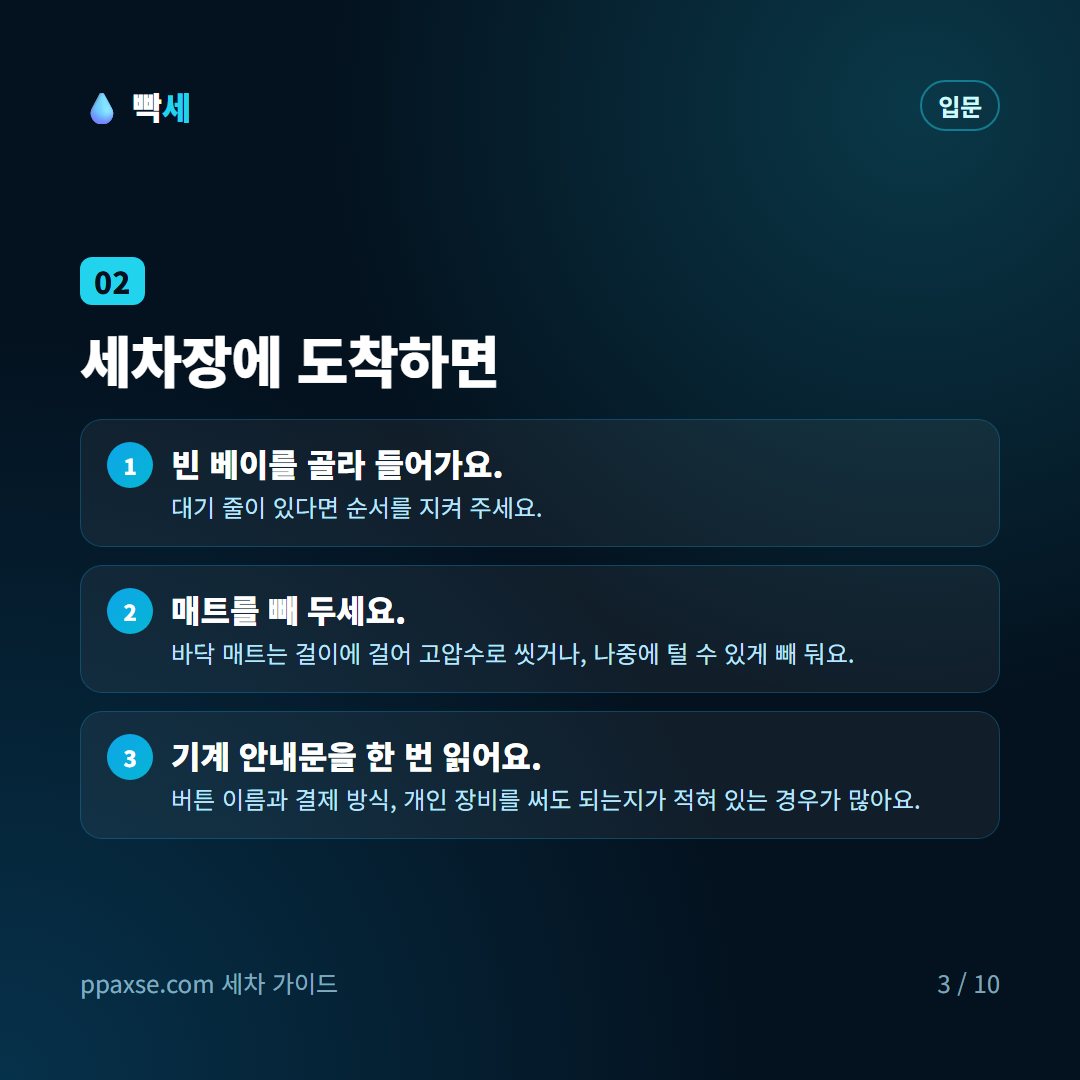 빡세
입문
02
세차장에 도착하면
1 빈 베이를 골라 들어가요.
대기 줄이 있다면 순서를 지켜 주세요.
2 매트를 빼 두세요.
바닥 매트는 걸이에 걸어 고압수로 씻거나, 나중에 털 수 있게 빼 둬요.
3 기계 안내문을 한 번 읽어요.
버튼 이름과 결제 방식, 개인 장비를 써도 되는지가 적혀 있는 경우가 많아요.
ppaxse.com 세차 가이드
3 / 10